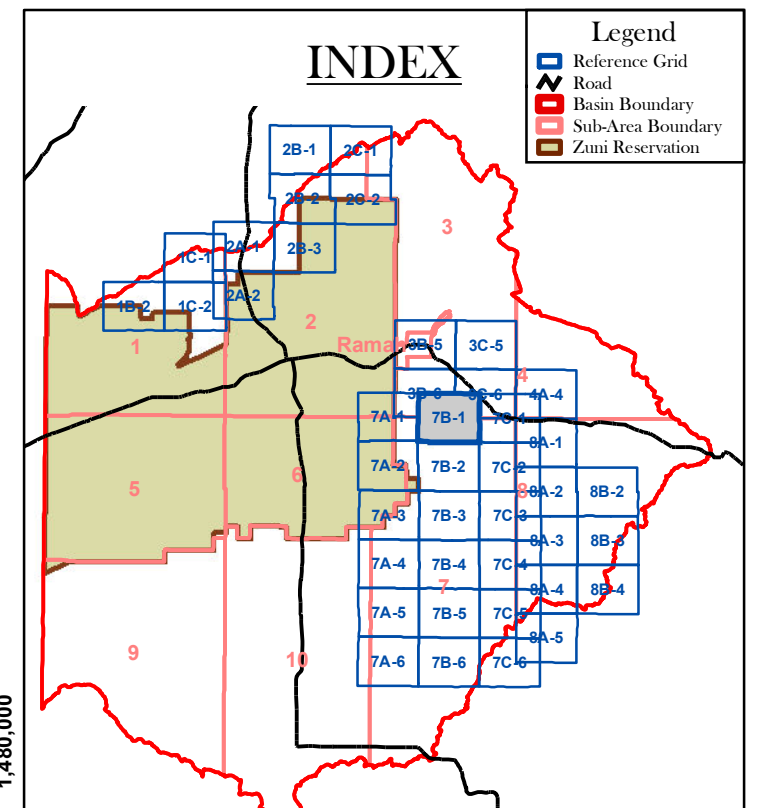 Legend
INDEX
Reference Grid
Road
Basin Boundary
Sub-Area Boundary
Zuni Reservation
2B-1 2C-1
2B-2 2C-2
3
2A-1 2B-3
1C-1
2A-2
1B-2 1C-2
2
1
Ramah 3B-5 3C-5
4
3B-6 3C-6 4A-4
7A-1 7B-1 7C-1
8A-1
7A-2 7B-2 7C-2
5 6 8 8A-2 8B-2
7A-3 7B-3 7C-3
8A-3 8B-3
7A-4 7B-4 7C-4
7 8A-4 8B-4
7A-5 7B-5 7C-5
8A-5
9 10 7A-6 7B-6 7C-6
1,480,000